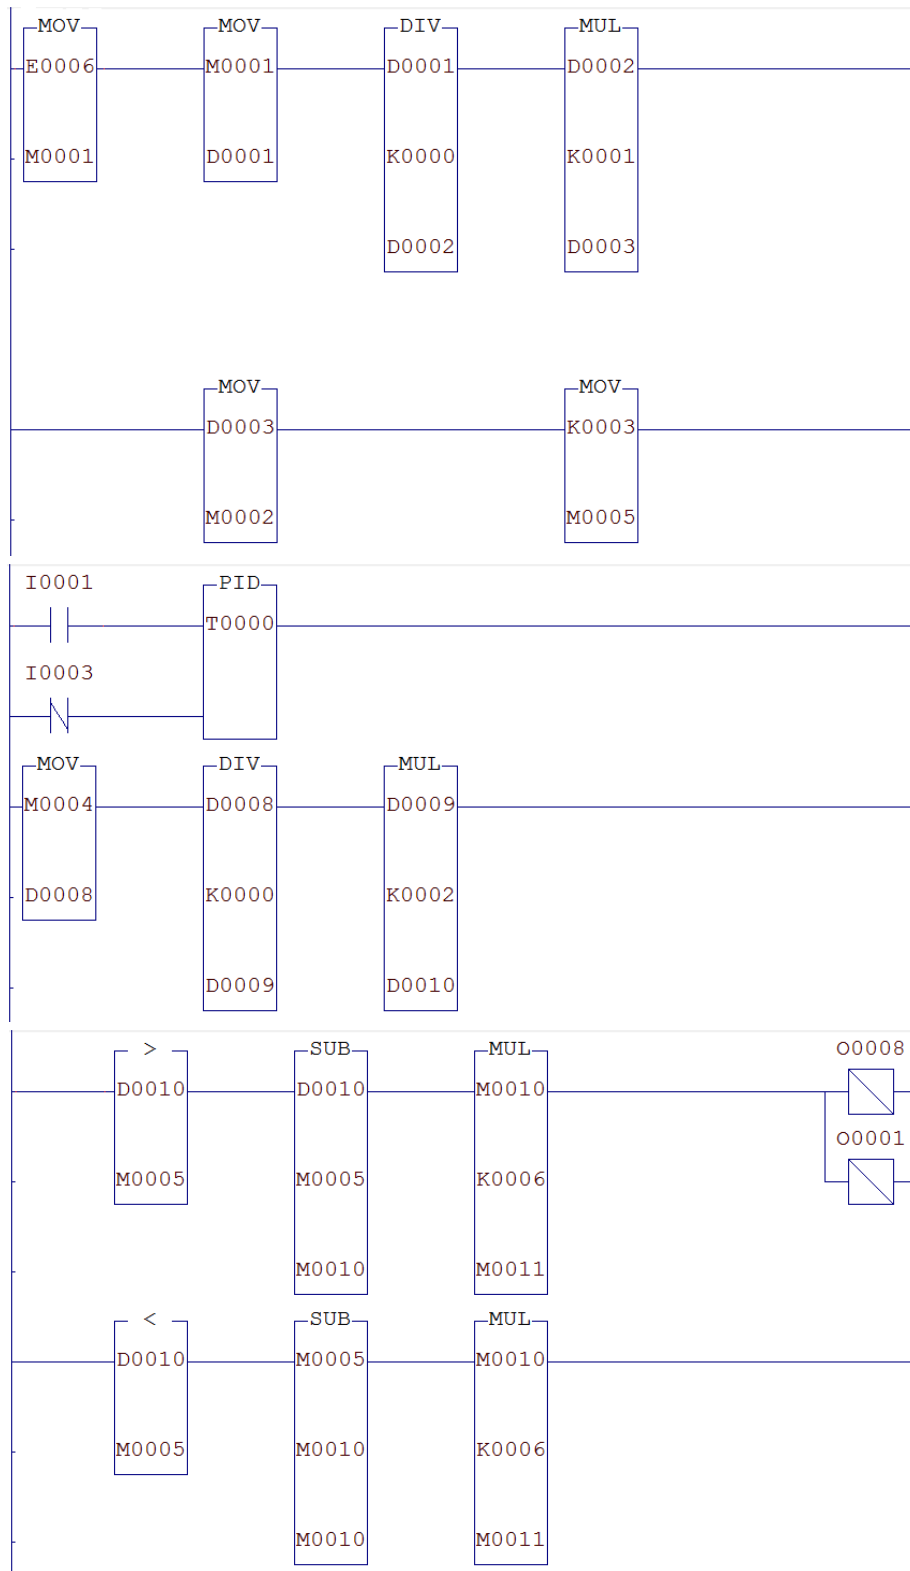 MOV MOV DIV MUL
E0006 M0001 D0001 D0002
M0001 D0001 K0000 K0001
D0002 D0003
MOV MOV
D0003 K0003
M0002 M0005
I0001 PID
T0000
I0003
MOV DIV MUL
M0004 D0008 D0009
D0008 K0000 K0002
D0009 D0010
> SUB MUL O0008
D0010 D0010 M0010
O0001
M0005 M0005 K0006
M0010 M0011
< SUB MUL
D0010 M0005 M0010
M0005 M0010 K0006
M0010 M0011